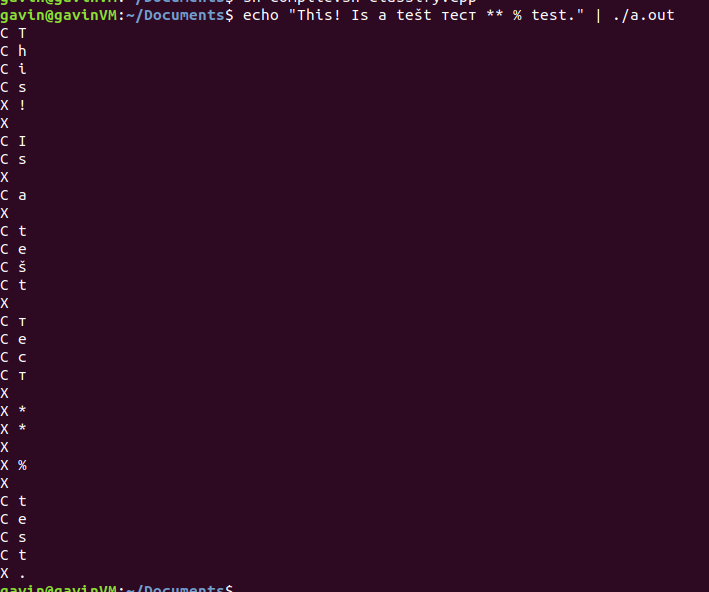 gavin@gavinVM:~/Documents$ sh compile.sh classify.cpp
gavin@gavinVM:~/Documents$ echo "This! Is a tešt тест ** % test." | ./a.out
C T
C h
C i
C s
X !
X
C I
C s
X
C a
X
C t
C e
C š
C t
X
C т
C е
C с
C т
X
X *
X *
X
X %
X
C t
C e
C s
C t
X .
gavin@gavinVM:~/Documents$